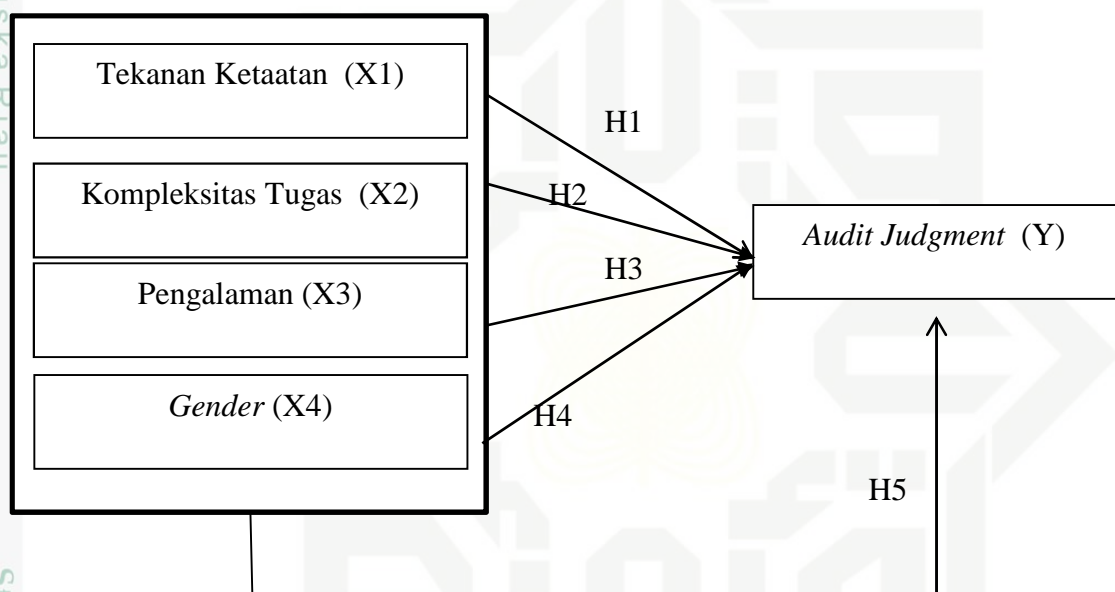 Tekanan Ketaatan (X1)
H1
Kompleksitas Tugas (X2)
H2
Audit Judgment (Y)
H3
Pengalaman (X3)
Gender (X4)
H4
H5